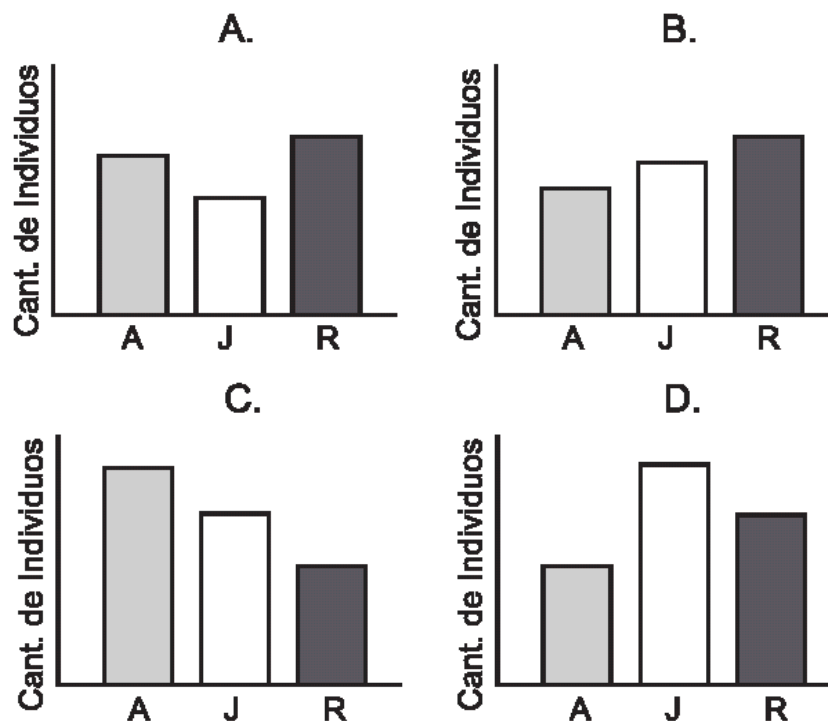 A.
Cant. de Individuos
A J R
B.
Cant. de Individuos
A J R
C.
Cant. de Individuos
A J R
D.
Cant. de Individuos
A J R